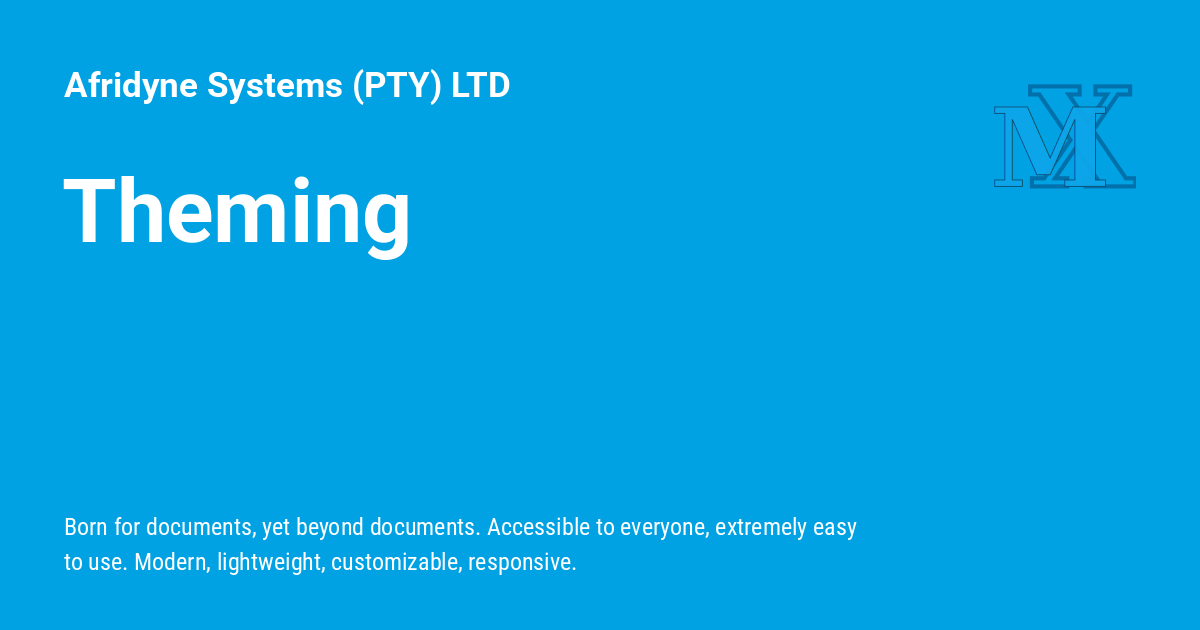 Afridyne Systems (PTY) LTD
MX
Theming
Born for documents, yet beyond documents. Accessible to everyone, extremely easy
to use. Modern, lightweight, customizable, responsive.